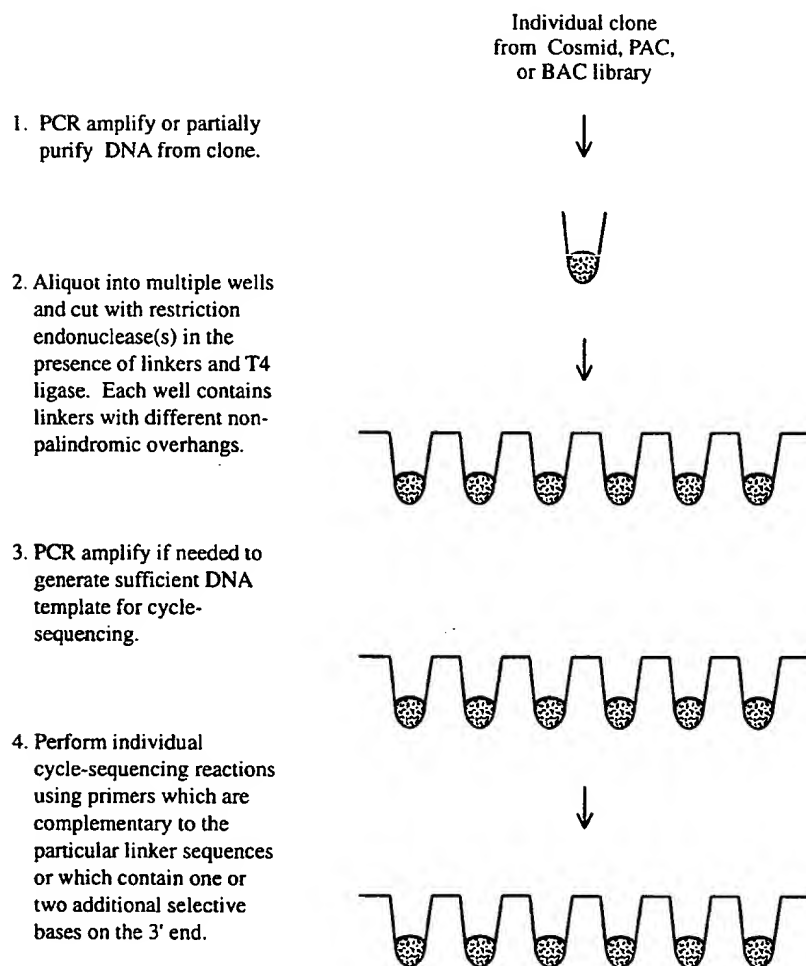 Individual clone
from Cosmid, PAC,
or BAC library
1. PCR amplify or partially
purify DNA from clone.
2. Aliquot into multiple wells
and cut with restriction
endonuclease(s) in the
presence of linkers and T4
ligase. Each well contains
linkers with different non-
palindromic overhangs.
3. PCR amplify if needed to
generate sufficient DNA
template for cycle-
sequencing.
4. Perform individual
cycle-sequencing reactions
using primers which are
complementary to the
particular linker sequences
or which contain one or
two additional selective
bases on the 3' end.